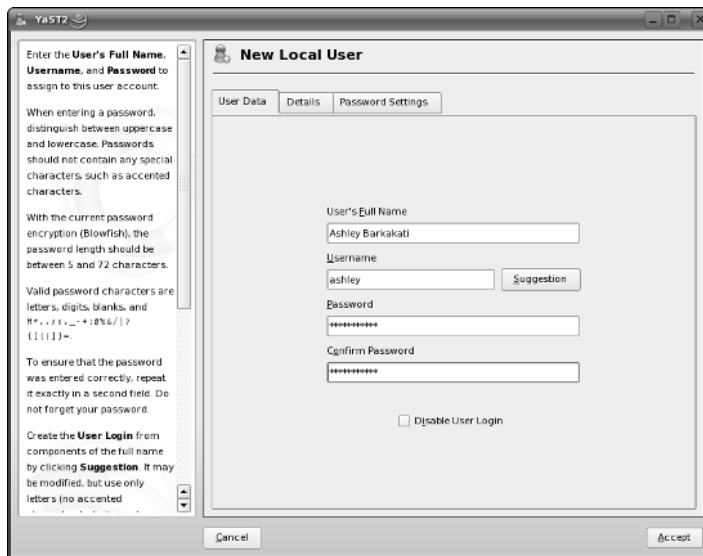 YaST2
Enter the User's Full Name,
Username, and Password to
assign to this user account.
When entering a password,
distinguish between uppercase
and lowercase. Passwords
should not contain any special
characters, such as accented
characters.
With the current password
encryption (Blowfish), the
password length should be
between 5 and 72 characters.
Valid password characters are
letters, digits, blanks, and
To ensure that the password
was entered correctly, repeat
it exactly in a second field. Do
not forget your password.
Create the User Login from
components of the full name
by clicking Suggestion. It may
be modified, but use only
letters (no accented
New Local User
User Data Details Password Settings
User's Full Name
Ashley Barkakati
Username
ashley Suggestion
Password
***********
Confirm Password
***********
Disable User Login
Cancel Accept